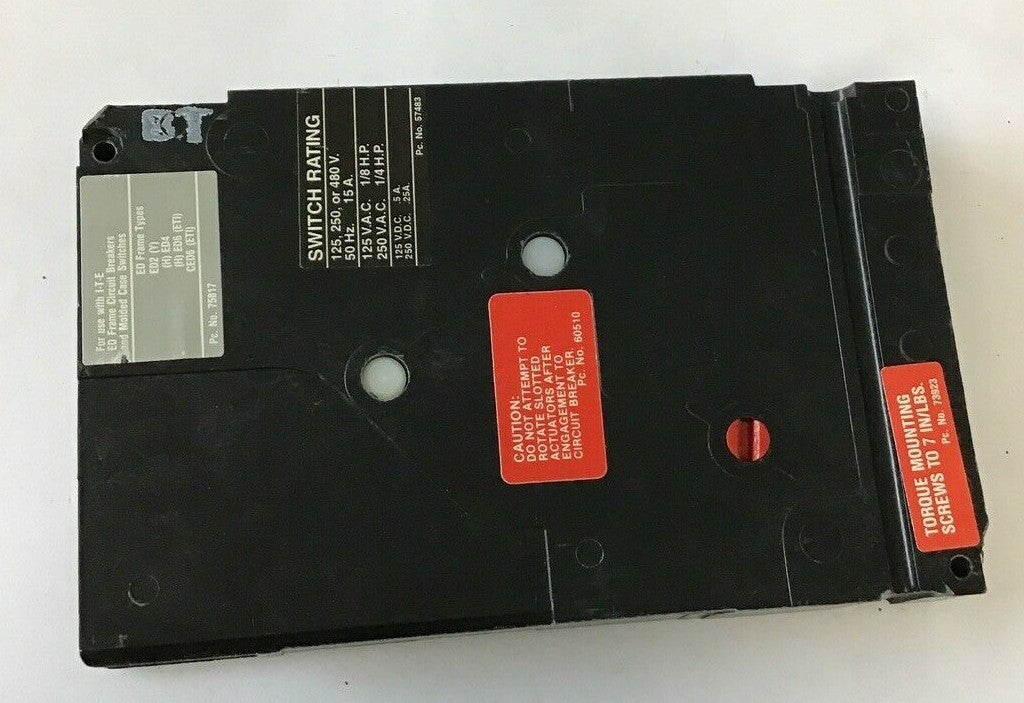 BT
For use with I-T-E
ED Frame Circuit Breakers
and Molded Case Switches
ED Frame Types
ED2 (Y)
(H) ED4
(H) ED6 (ETI)
CED6 (ETI)
Pc. No. 75817
SWITCH RATING
125, 250, or 480 V.
50 Hz. 15 A.
125 V.A.C. 1/8 H.P.
250 V.A.C. 1/4 H.P.
125 V.D.C. .5 A.
250 V.D.C. .25A.
Pc. No. 57483
CAUTION:
DO NOT ATTEMPT TO
ROTATE SLOTTED
ACTUATORS AFTER
ENGAGEMENT TO
CIRCUIT BREAKER.
Pc. No. 60510
TORQUE MOUNTING
SCREWS TO 7 IN/LBS.
Pc. No. 73923